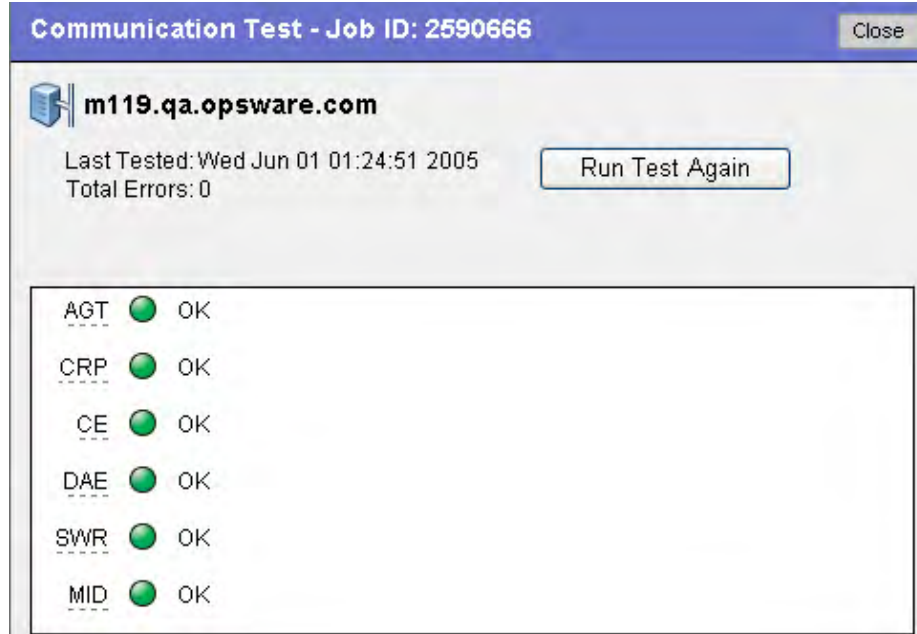 Communication Test - Job ID: 2590666
Close
m119.qa.opsware.com
Last Tested: Wed Jun 01 01:24:51 2005
Run Test Again
Total Errors: 0
AGT OK
CRP OK
CE OK
DAE OK
SWR OK
MID OK